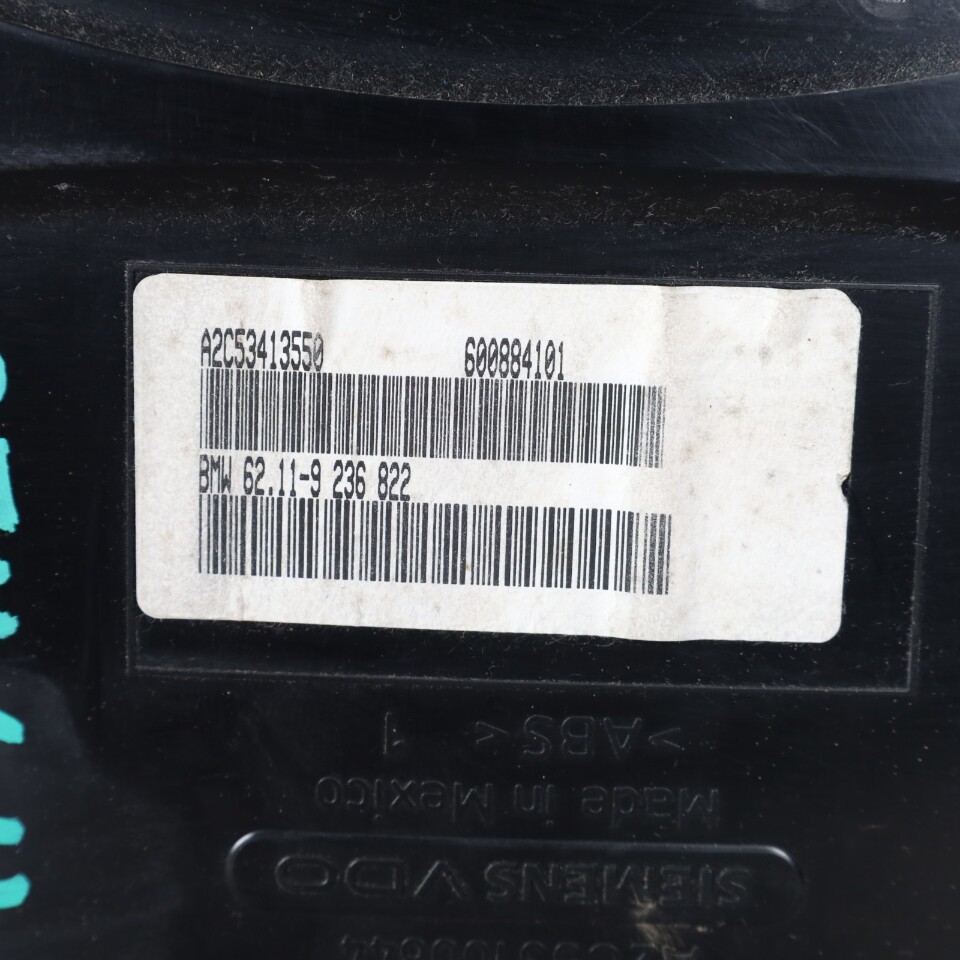 A2C53413550 600884101
BMW 62.11-9 236 822
>ABS< 1
Made in Mexico
SIEMENS VDO